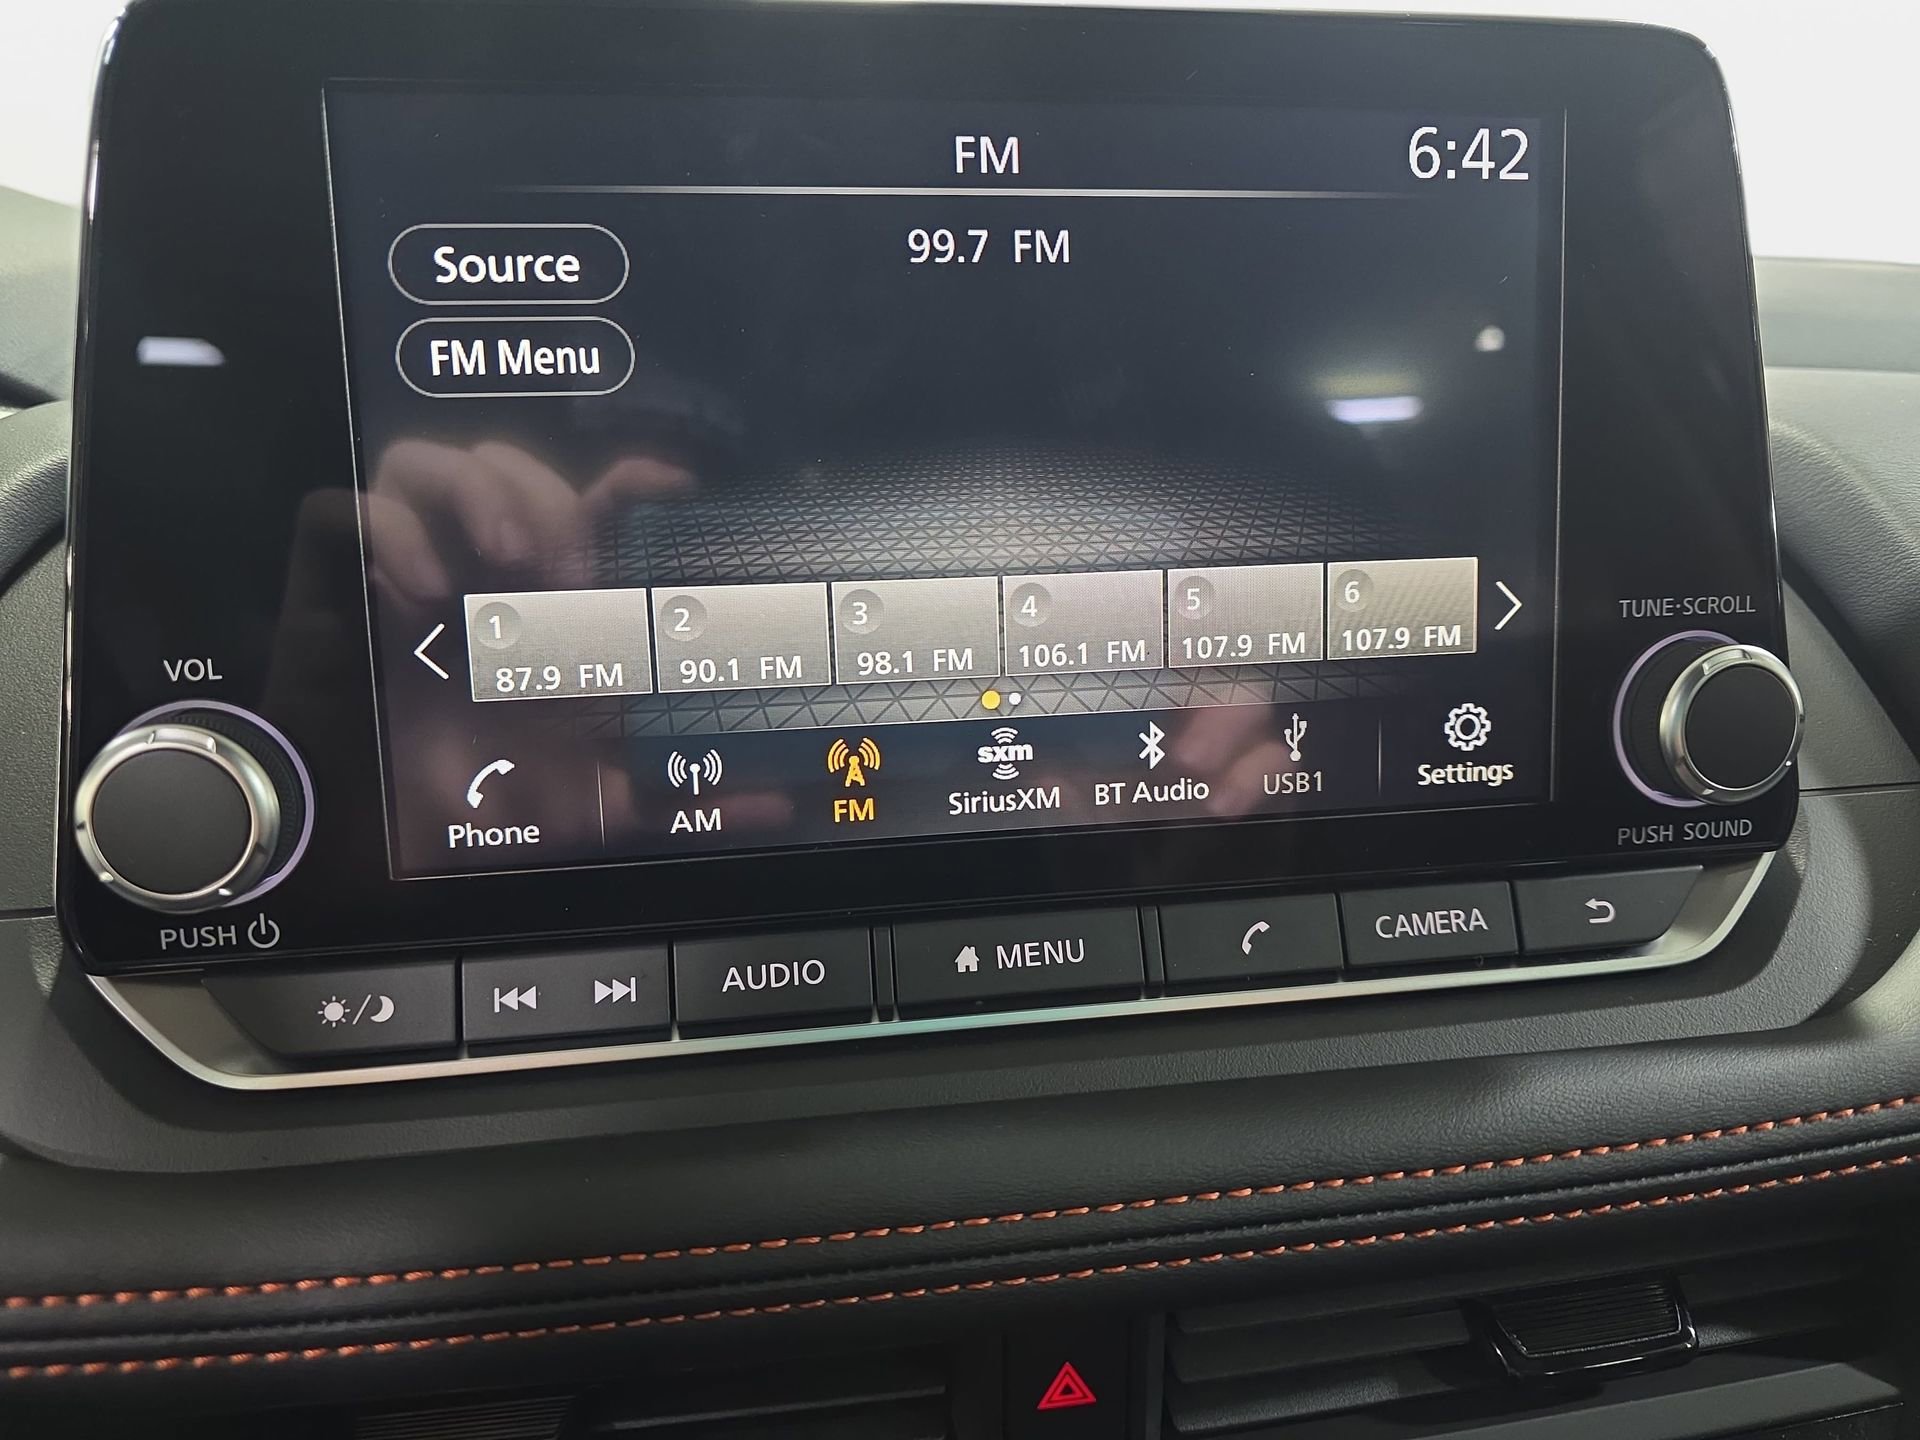 FM
6:42
99.7 FM
Source
FM Menu
1
87.9 FM
2
90.1 FM
3
98.1 FM
4
106.1 FM
5
107.9 FM
6
107.9 FM
Phone
AM
FM
sxm
SiriusXM
BT Audio
USB1
Settings
VOL
PUSH
TUNE·SCROLL
PUSH SOUND
AUDIO
MENU
CAMERA